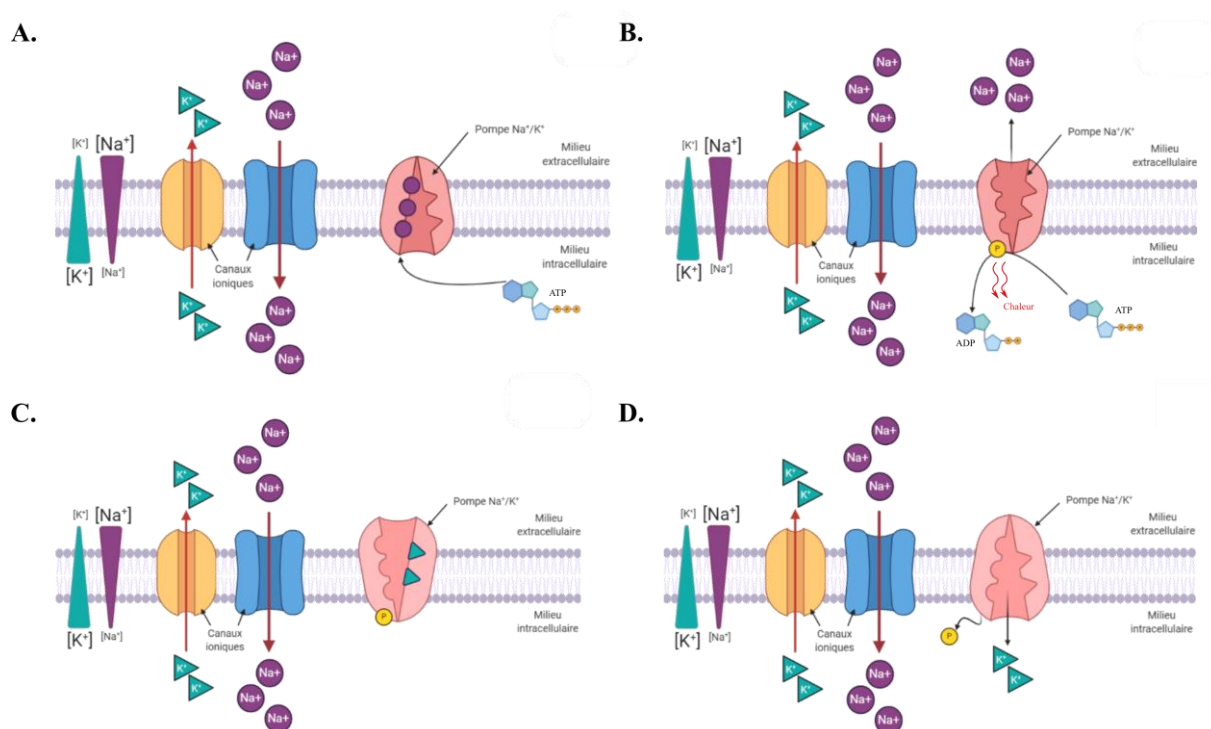 A.
Na+
Na+
Na+
K+
K+
[K+] [Na+]
Pompe Na+/K+
Milieu
extracellulaire
Milieu
intracellulaire
[K+] [Na+]
Canaux
ioniques
ATP
P P P
K+
K+
Na+
Na+
Na+
B.
Na+
Na+
Na+
Na+
Na+
Na+
K+
K+
[K+] [Na+]
Pompe Na+/K+
Milieu
extracellulaire
Milieu
intracellulaire
P
Chaleur
[K+] [Na+]
Canaux
ioniques
ADP
ATP
K+
K+
Na+
Na+
Na+
C.
Na+
Na+
Na+
K+
K+
[K+] [Na+]
Pompe Na+/K+
Milieu
extracellulaire
Milieu
intracellulaire
P
[K+] [Na+]
Canaux
ioniques
K+
K+
Na+
Na+
Na+
D.
Na+
Na+
Na+
K+
K+
[K+] [Na+]
Pompe Na+/K+
Milieu
extracellulaire
Milieu
intracellulaire
P
[K+] [Na+]
Canaux
ioniques
K+
K+
K+
K+
Na+
Na+
Na+